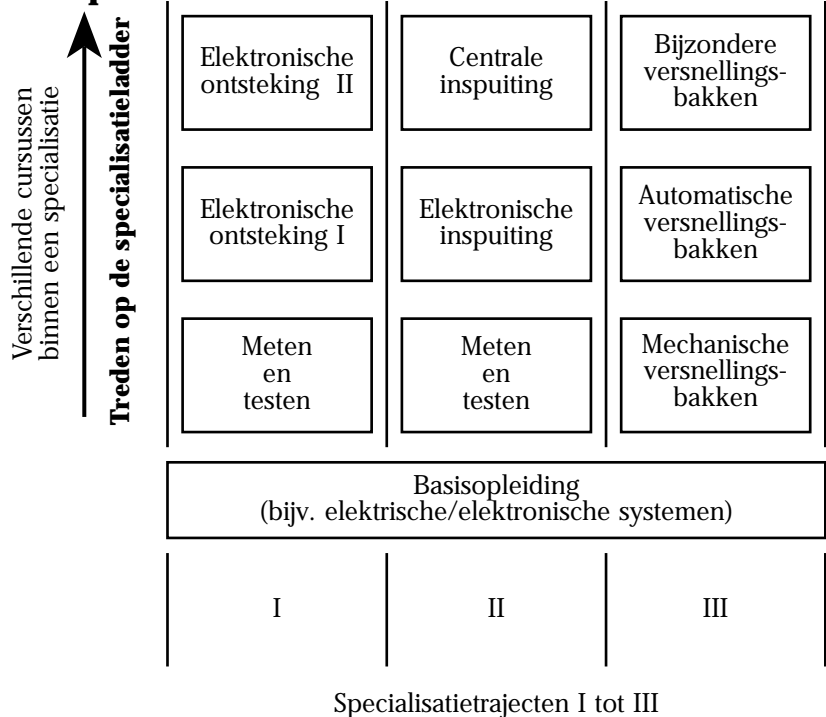 Verschillende cursussen
binnen een specialisatie
Treden op de specialisatieladder
Elektronische
ontsteking II
Centrale
inspuiting
Bijzondere
versnellings-
bakken
Elektronische
ontsteking I
Elektronische
inspuiting
Automatische
versnellings-
bakken
Meten
en
testen
Meten
en
testen
Mechanische
versnellings-
bakken
Basisopleiding
(bijv. elektrische/elektronische systemen)
I
II
III
Specialisatietrajecten I tot III